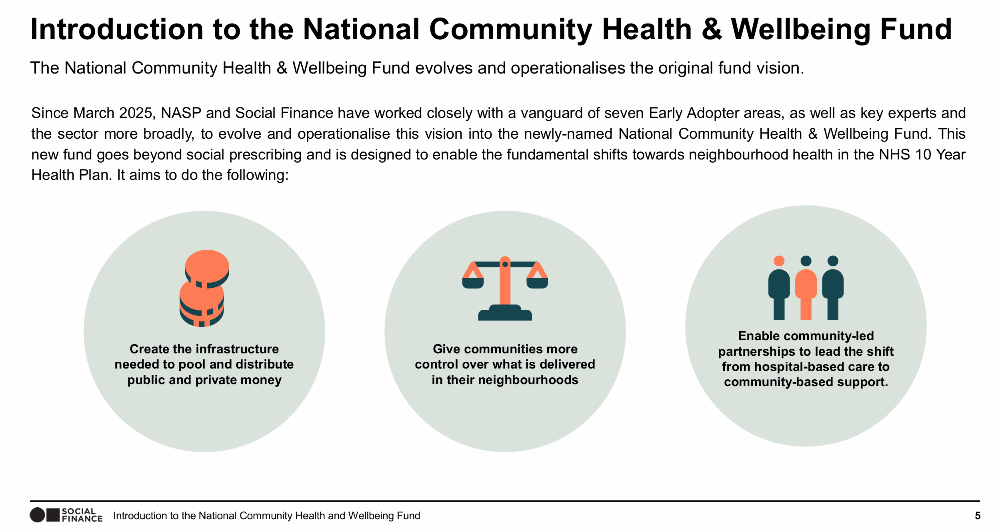 Introduction to the National Community Health & Wellbeing Fund
The National Community Health & Wellbeing Fund evolves and operationalises the original fund vision.
Since March 2025, NASP and Social Finance have worked closely with a vanguard of seven Early Adopter areas, as well as key experts and
the sector more broadly, to evolve and operationalise this vision into the newly-named National Community Health & Wellbeing Fund. This
new fund goes beyond social prescribing and is designed to enable the fundamental shifts towards neighbourhood health in the NHS 10 Year
Health Plan. It aims to do the following:
Create the infrastructure
needed to pool and distribute
public and private money
Give communities more
control over what is delivered
in their neighbourhoods
Enable community-led
partnerships to lead the shift
from hospital-based care to
community-based support.
SOCIAL
FINANCE
Introduction to the National Community Health and Wellbeing Fund
5